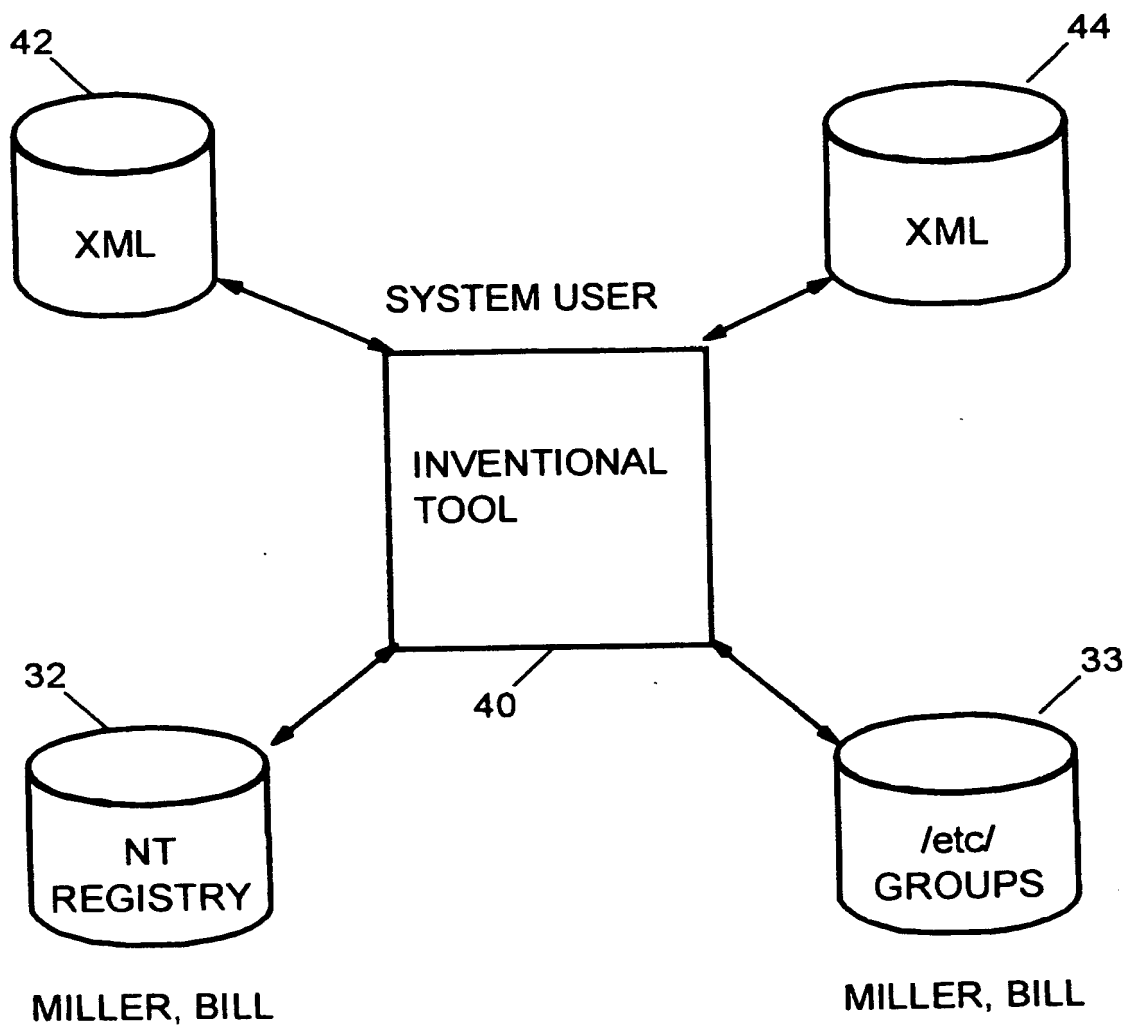 42
44
XML
XML
SYSTEM USER
INVENTIONAL
TOOL
32
33
40
NT
REGISTRY
/etc/
GROUPS
MILLER, BILL
MILLER, BILL